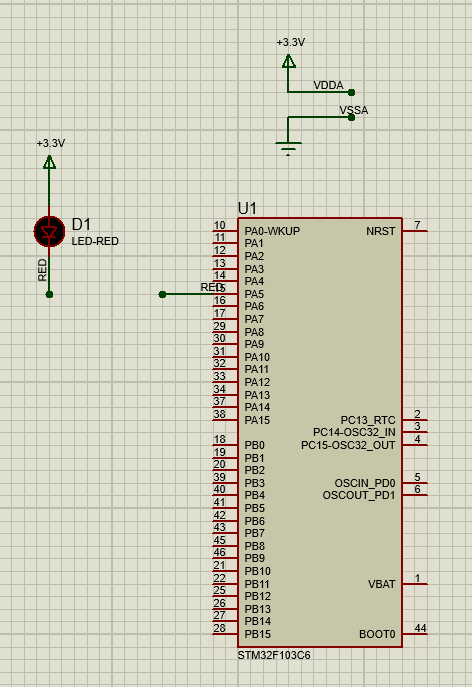 +3.3V
VDDA
VSSA
+3.3V
D1
LED-RED
RED
U1
10 PA0-WKUP NRST 7
11 PA1
12 PA2
13 PA3
14 PA4
RED 15 PA5
16 PA6
17 PA7
29 PA8
30 PA9
31 PA10
32 PA11
33 PA12
34 PA13
37 PA14
38 PA15 PC13_RTC 2
PC14-OSC32_IN 3
18 PB0 PC15-OSC32_OUT 4
19 PB1
20 PB2
39 PB3 OSCIN_PD0 5
40 PB4 OSCOUT_PD1 6
41 PB5
42 PB6
43 PB7
45 PB8
46 PB9
21 PB10
22 PB11 VBAT 1
25 PB12
26 PB13
27 PB14
28 PB15 BOOT0 44
STM32F103C6